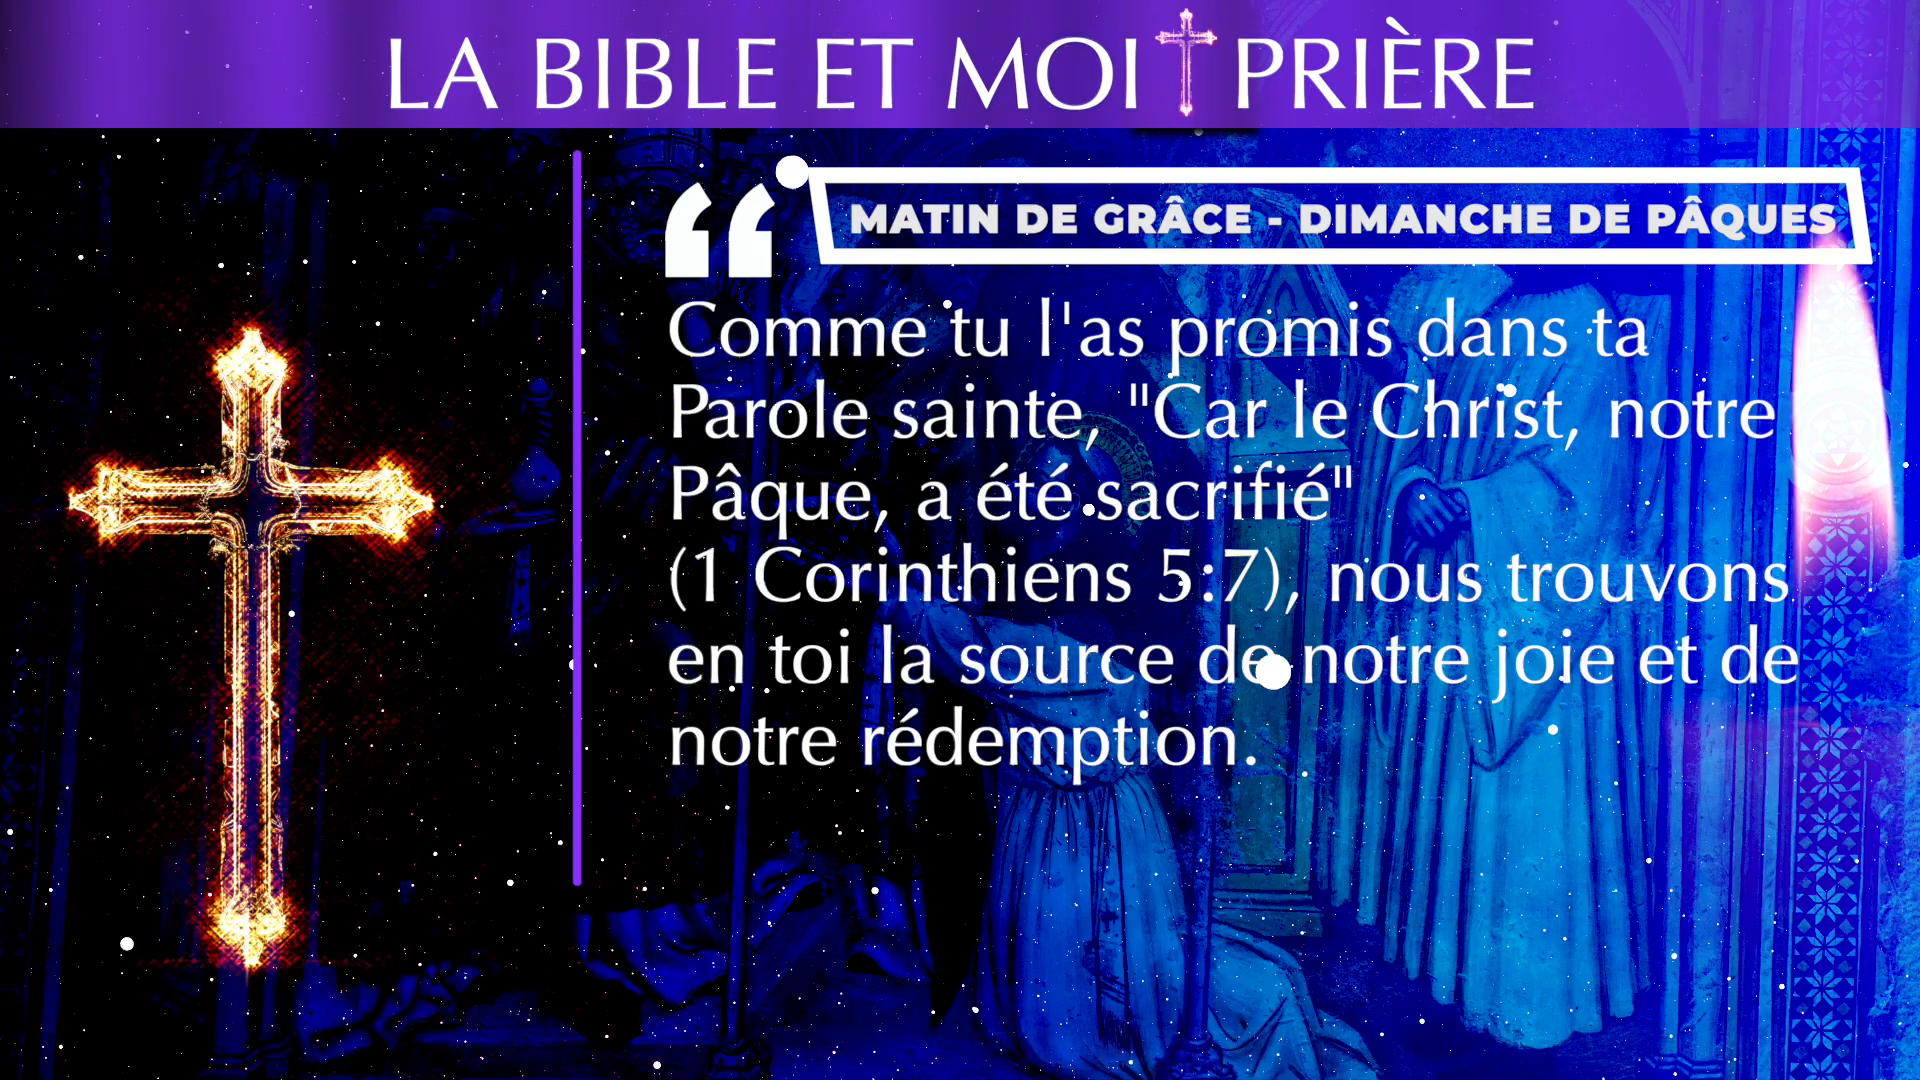 LA BIBLE ET MOI PRIÈRE
MATIN DE GRÂCE - DIMANCHE DE PÂQUES
Comme tu l'as promis dans ta
Parole sainte, "Car le Christ, notre
Pâque, a été sacrifié"
(1 Corinthiens 5:7), nous trouvons
en toi la source de notre joie et de
notre rédemption.